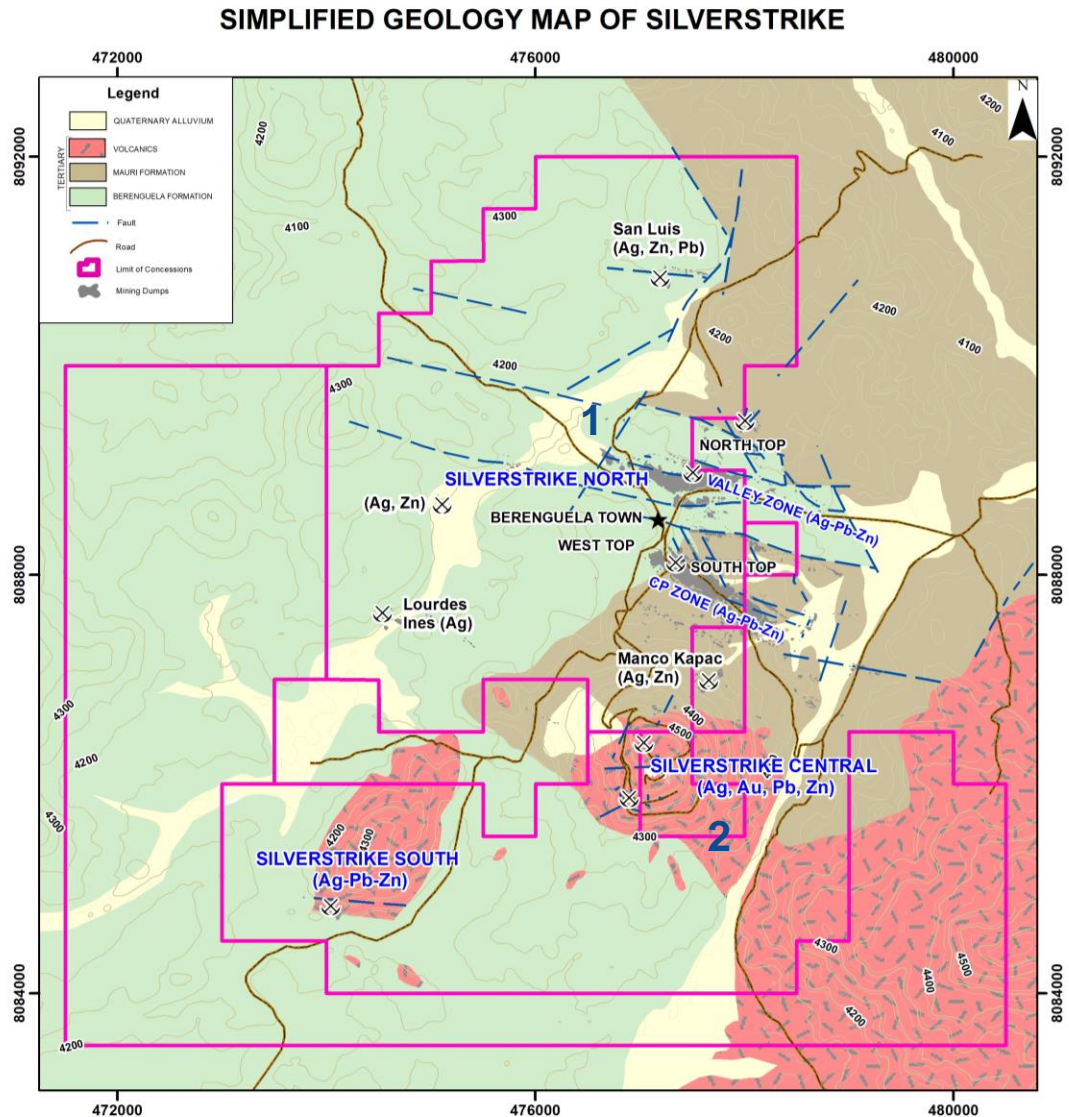 SIMPLIFIED GEOLOGY MAP OF SILVERSTRIKE
472000
476000
480000
8092000
8088000
8084000
Legend
QUATERNARY ALLUVIUM
TERTIARY
VOLCANICS
MAURI FORMATION
BERENGUELA FORMATION
Fault
Road
Limit of Concessions
Mining Dumps
N
4200
4200
4100
4100
4300
San Luis
(Ag, Zn, Pb)
4200
4200
4100
4200
4300
1
NORTH TOP
SILVERSTRIKE NORTH
VALLEY ZONE (Ag-Pb-Zn)
(Ag, Zn)
BERENGUELA TOWN
WEST TOP
SOUTH TOP
CP ZONE (Ag-Pb-Zn)
Lourdes
Ines (Ag)
Manco Kapac
(Ag, Zn)
4300
4400
4500
4200
SILVERSTRIKE CENTRAL
(Ag, Au, Pb, Zn)
4300
4200
4300
4300
2
SILVERSTRIKE SOUTH
(Ag-Pb-Zn)
4300
4500
4400
4200
4200
472000
476000
480000
8092000
8088000
8084000